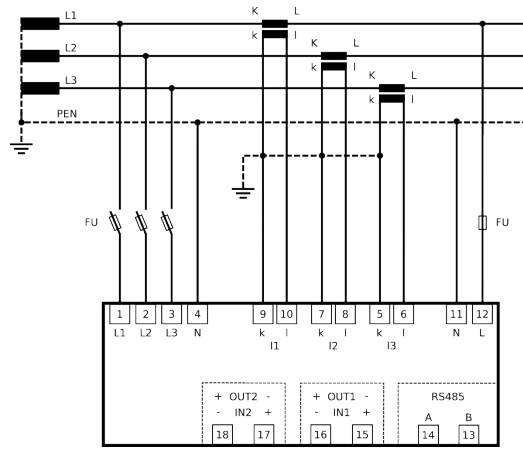 L1
K
L
k
l
L2
K
L
k
l
L3
K
L
k
l
PEN
FU
FU
1
2
3
4
9
10
7
8
5
6
11
12
L1
L2
L3
N
k
l
k
l
k
l
N
L
I1
I2
I3
+ OUT2 -
- IN2 +
18
17
+ OUT1 -
- IN1 +
16
15
RS485
A
B
14
13